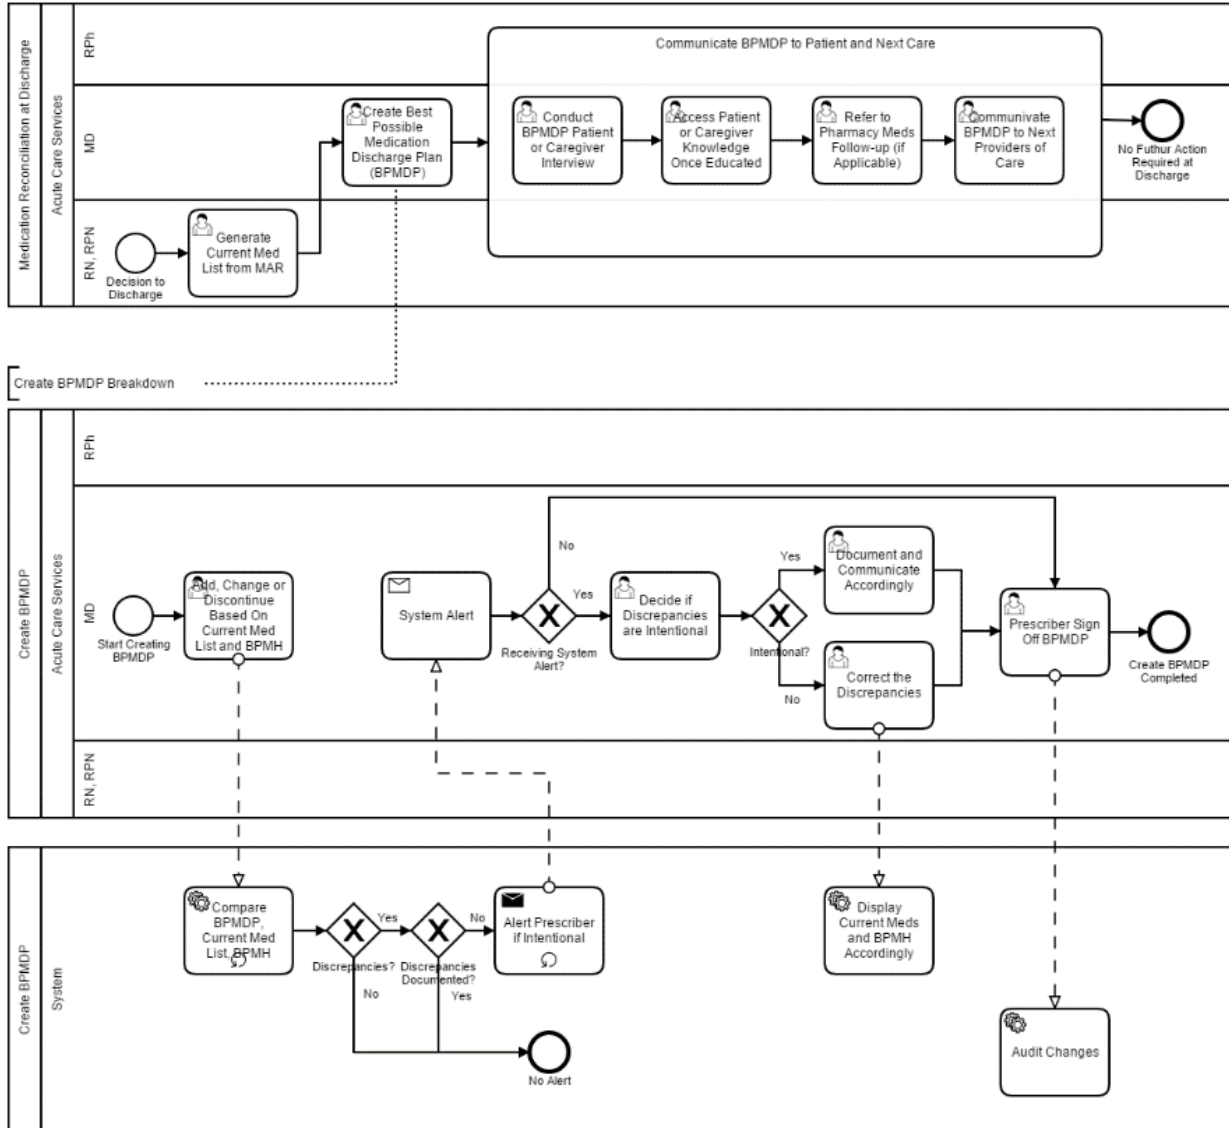 Medication Reconciliation at Discharge
Acute Care Services
RPh
MD
RN, RPN
Communicate BPMDP to Patient and Next Care
Create Best
Possible
Medication
Discharge Plan
(BPMDP)
Conduct
BPMDP Patient
or Caregiver
Interview
Access Patient
or Caregiver
Knowledge
Once Educated
Refer to
Pharmacy Meds
Follow-up (if
Applicable)
Communivate
BPMDP to Next
Providers of
Care
No Futhur Action
Required at
Discharge
Decision to
Discharge
Generate
Current Med
List from MAR
Create BPMDP Breakdown
Create BPMDP
Acute Care Services
RPh
MD
RN, RPN
Start Creating
BPMDP
Add, Change or
Discontinue
Based On
Current Med
List and BPMH
System Alert
Receiving System
Alert?
No
Yes
Decide if
Discrepancies
are Intentional
Intentional?
Yes
No
Document and
Communicate
Accordingly
Correct the
Discrepancies
Prescriber Sign
Off BPMDP
Create BPMDP
Completed
Create BPMDP
System
Compare
BPMDP,
Current Med
List, BPMH
Discrepancies?
Yes
No
Discrepancies
Documented?
No
Yes
Alert Prescriber
if Intentional
No Alert
Display
Current Meds
and BPMH
Accordingly
Audit Changes